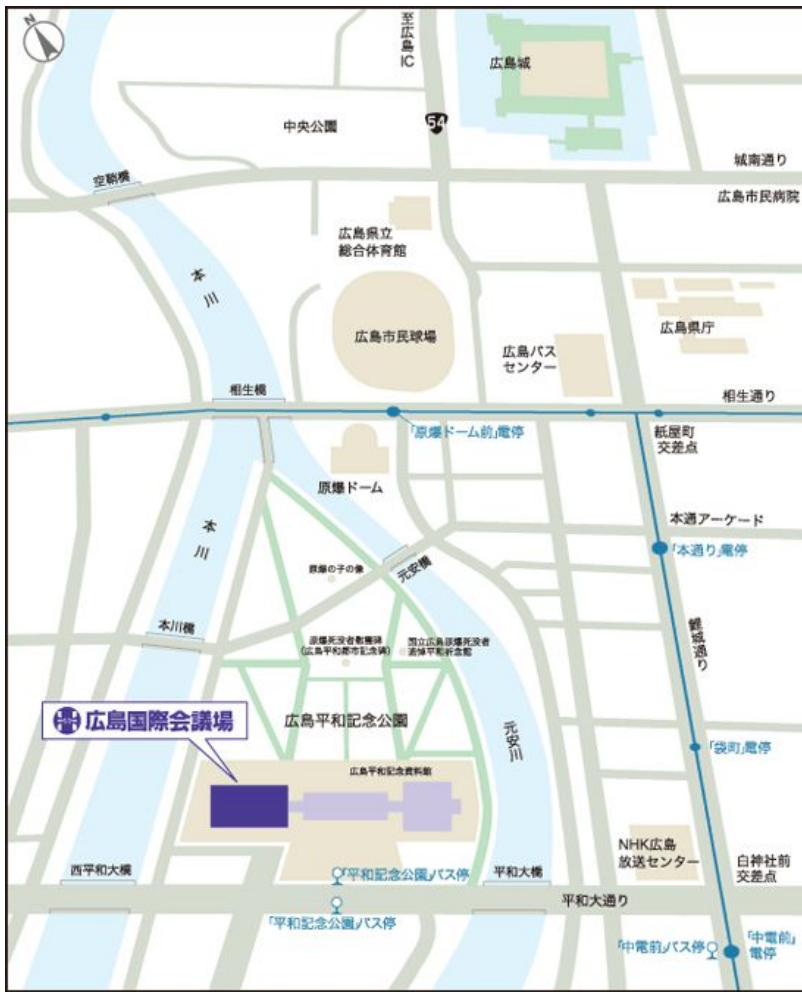 至広島IC
広島城
中央公園
54
空鞘橋
城南通り
広島市民病院
広島県立
総合体育館
本川
広島市民球場
広島バス
センター
広島県庁
相生橋
相生通り
「原爆ドーム前」電停
紙屋町
交差点
原爆ドーム
本通アーケード
本川
元安橋
「本通り」電停
原爆の子の像
本川橋
原爆死没者慰霊碑
(広島平和都市記念碑)
国立広島原爆死没者
追悼平和祈念館
鯉城通り
広島国際会議場
広島平和記念公園
元安川
「袋町」電停
広島平和記念資料館
NHK広島
放送センター
白神社前
交差点
西平和大橋
「平和記念公園」バス停
平和大橋
平和大通り
「平和記念公園」バス停
「中電前」バス停
「中電前」
電停